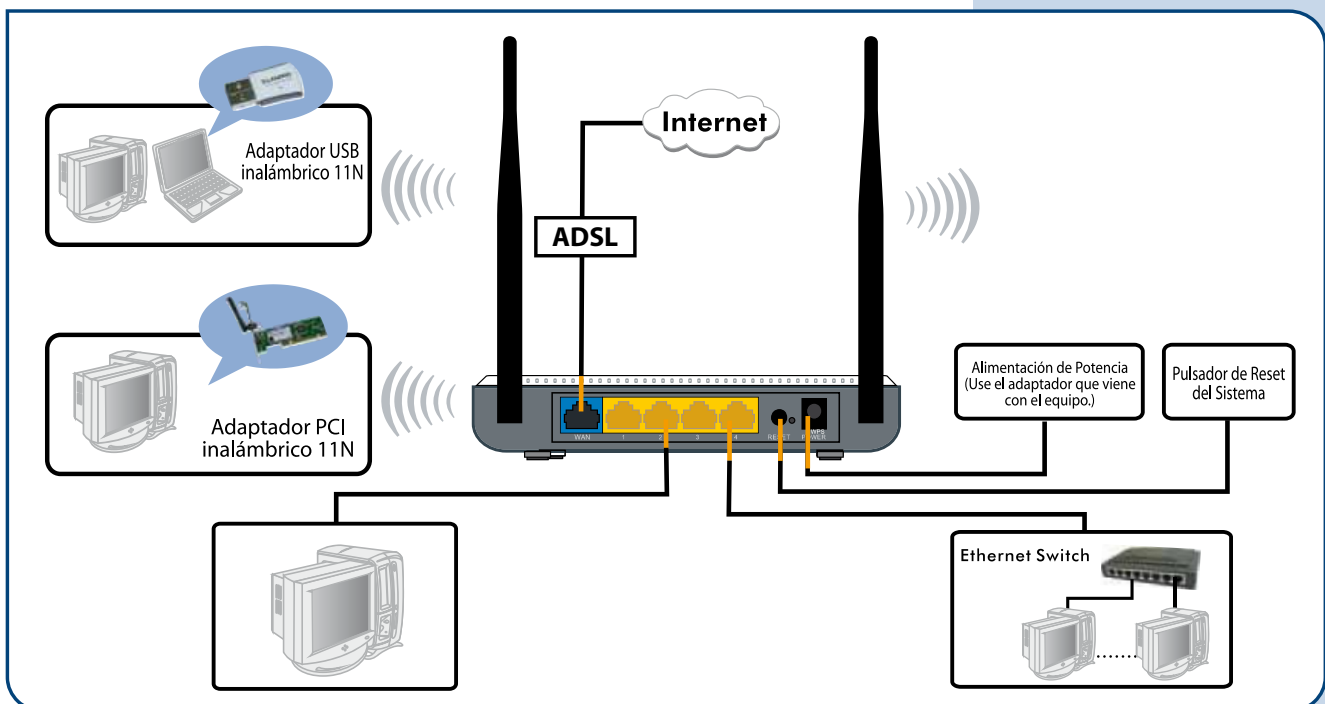 Adaptador USB
inalámbrico 11N
Internet
ADSL
Adaptador PCI
inalámbrico 11N
Alimentación de Potencia
(Use el adaptador que viene
con el equipo.)
Pulsador de Reset
del Sistema
WAN
1
2
3
4
WPS
POWER
Ethernet Switch